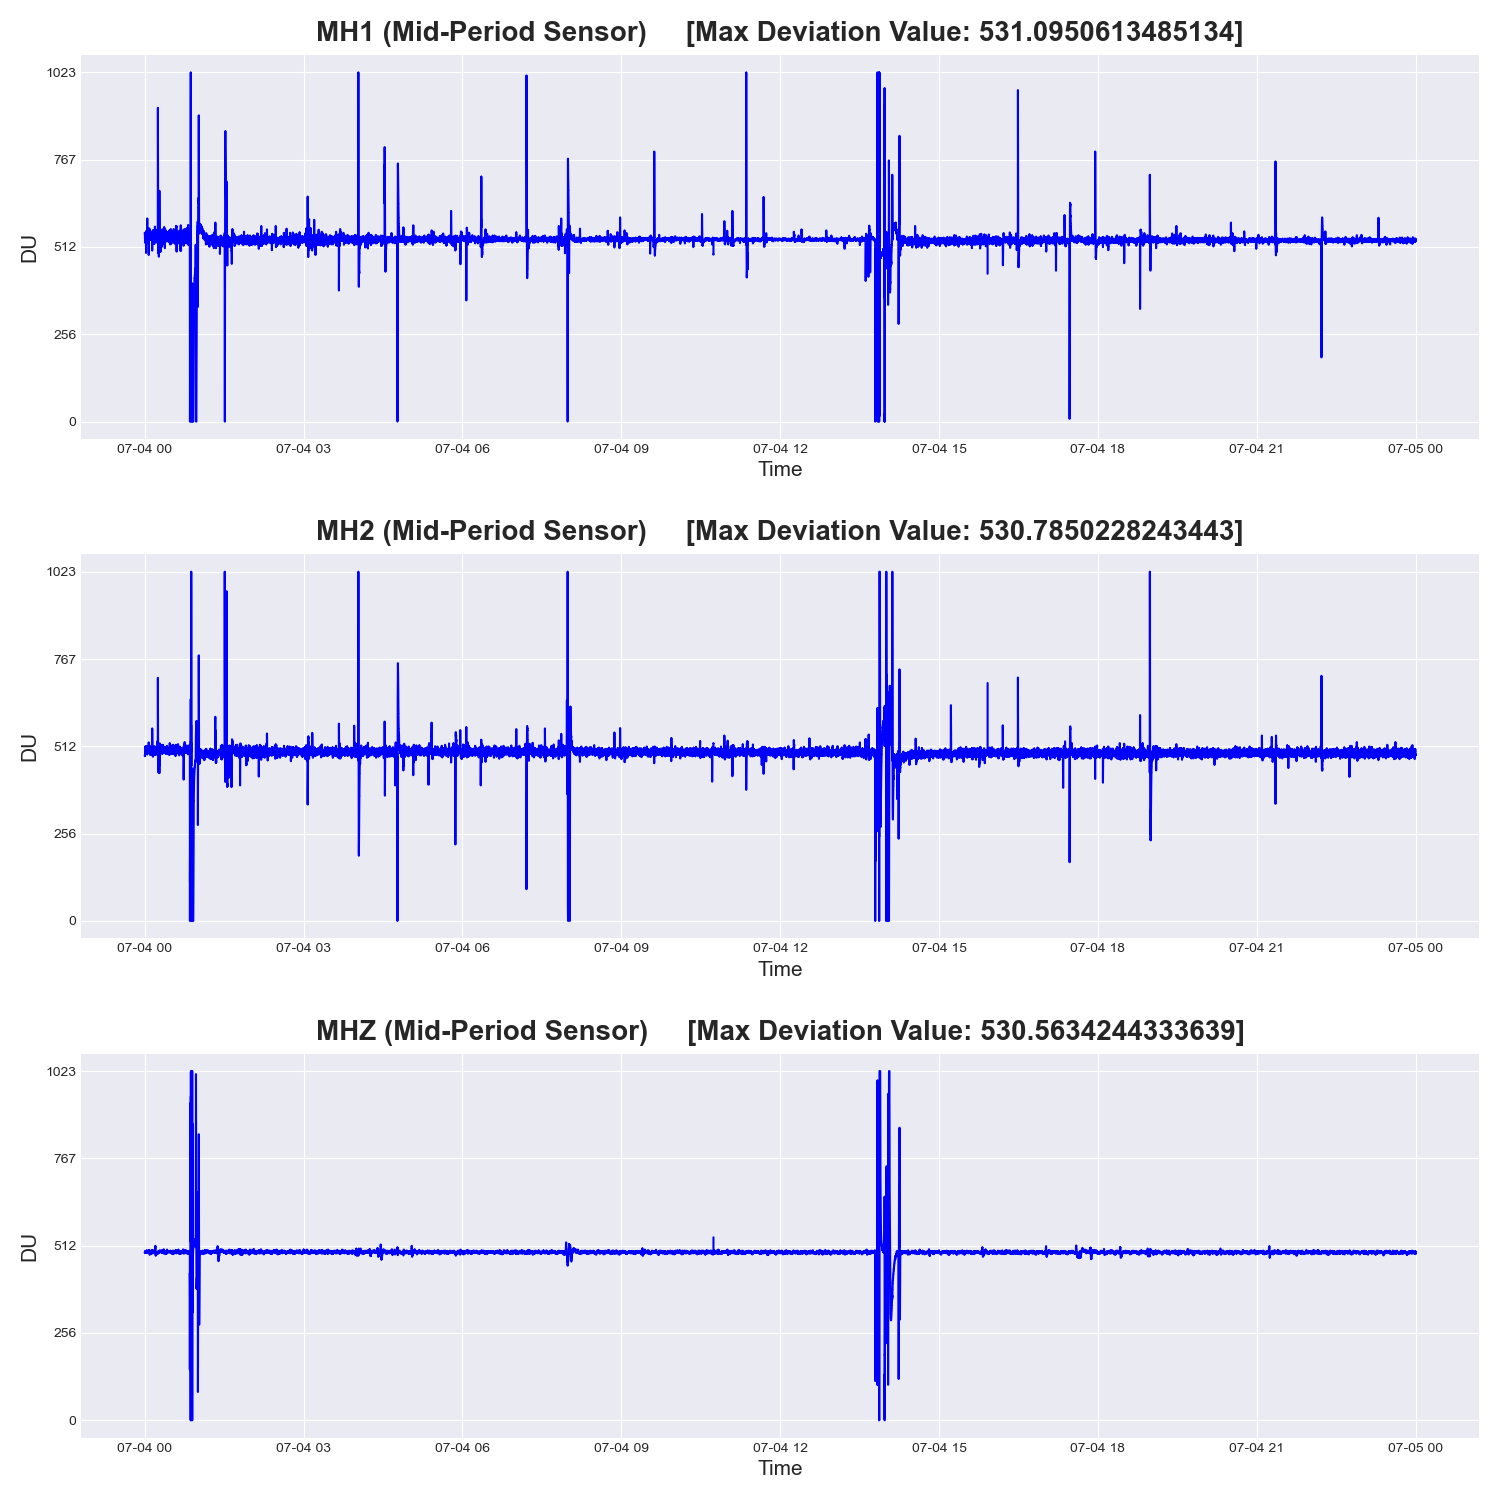 MH1 (Mid-Period Sensor) [Max Deviation Value: 531.0950613485134]
1023
767
512
256
0
DU
07-04 00 07-04 03 07-04 06 07-04 09 07-04 12 07-04 15 07-04 18 07-04 21 07-05 00
Time
MH2 (Mid-Period Sensor) [Max Deviation Value: 530.7850228243443]
1023
767
512
256
0
DU
07-04 00 07-04 03 07-04 06 07-04 09 07-04 12 07-04 15 07-04 18 07-04 21 07-05 00
Time
MHZ (Mid-Period Sensor) [Max Deviation Value: 530.5634244333639]
1023
767
512
256
0
DU
07-04 00 07-04 03 07-04 06 07-04 09 07-04 12 07-04 15 07-04 18 07-04 21 07-05 00
Time